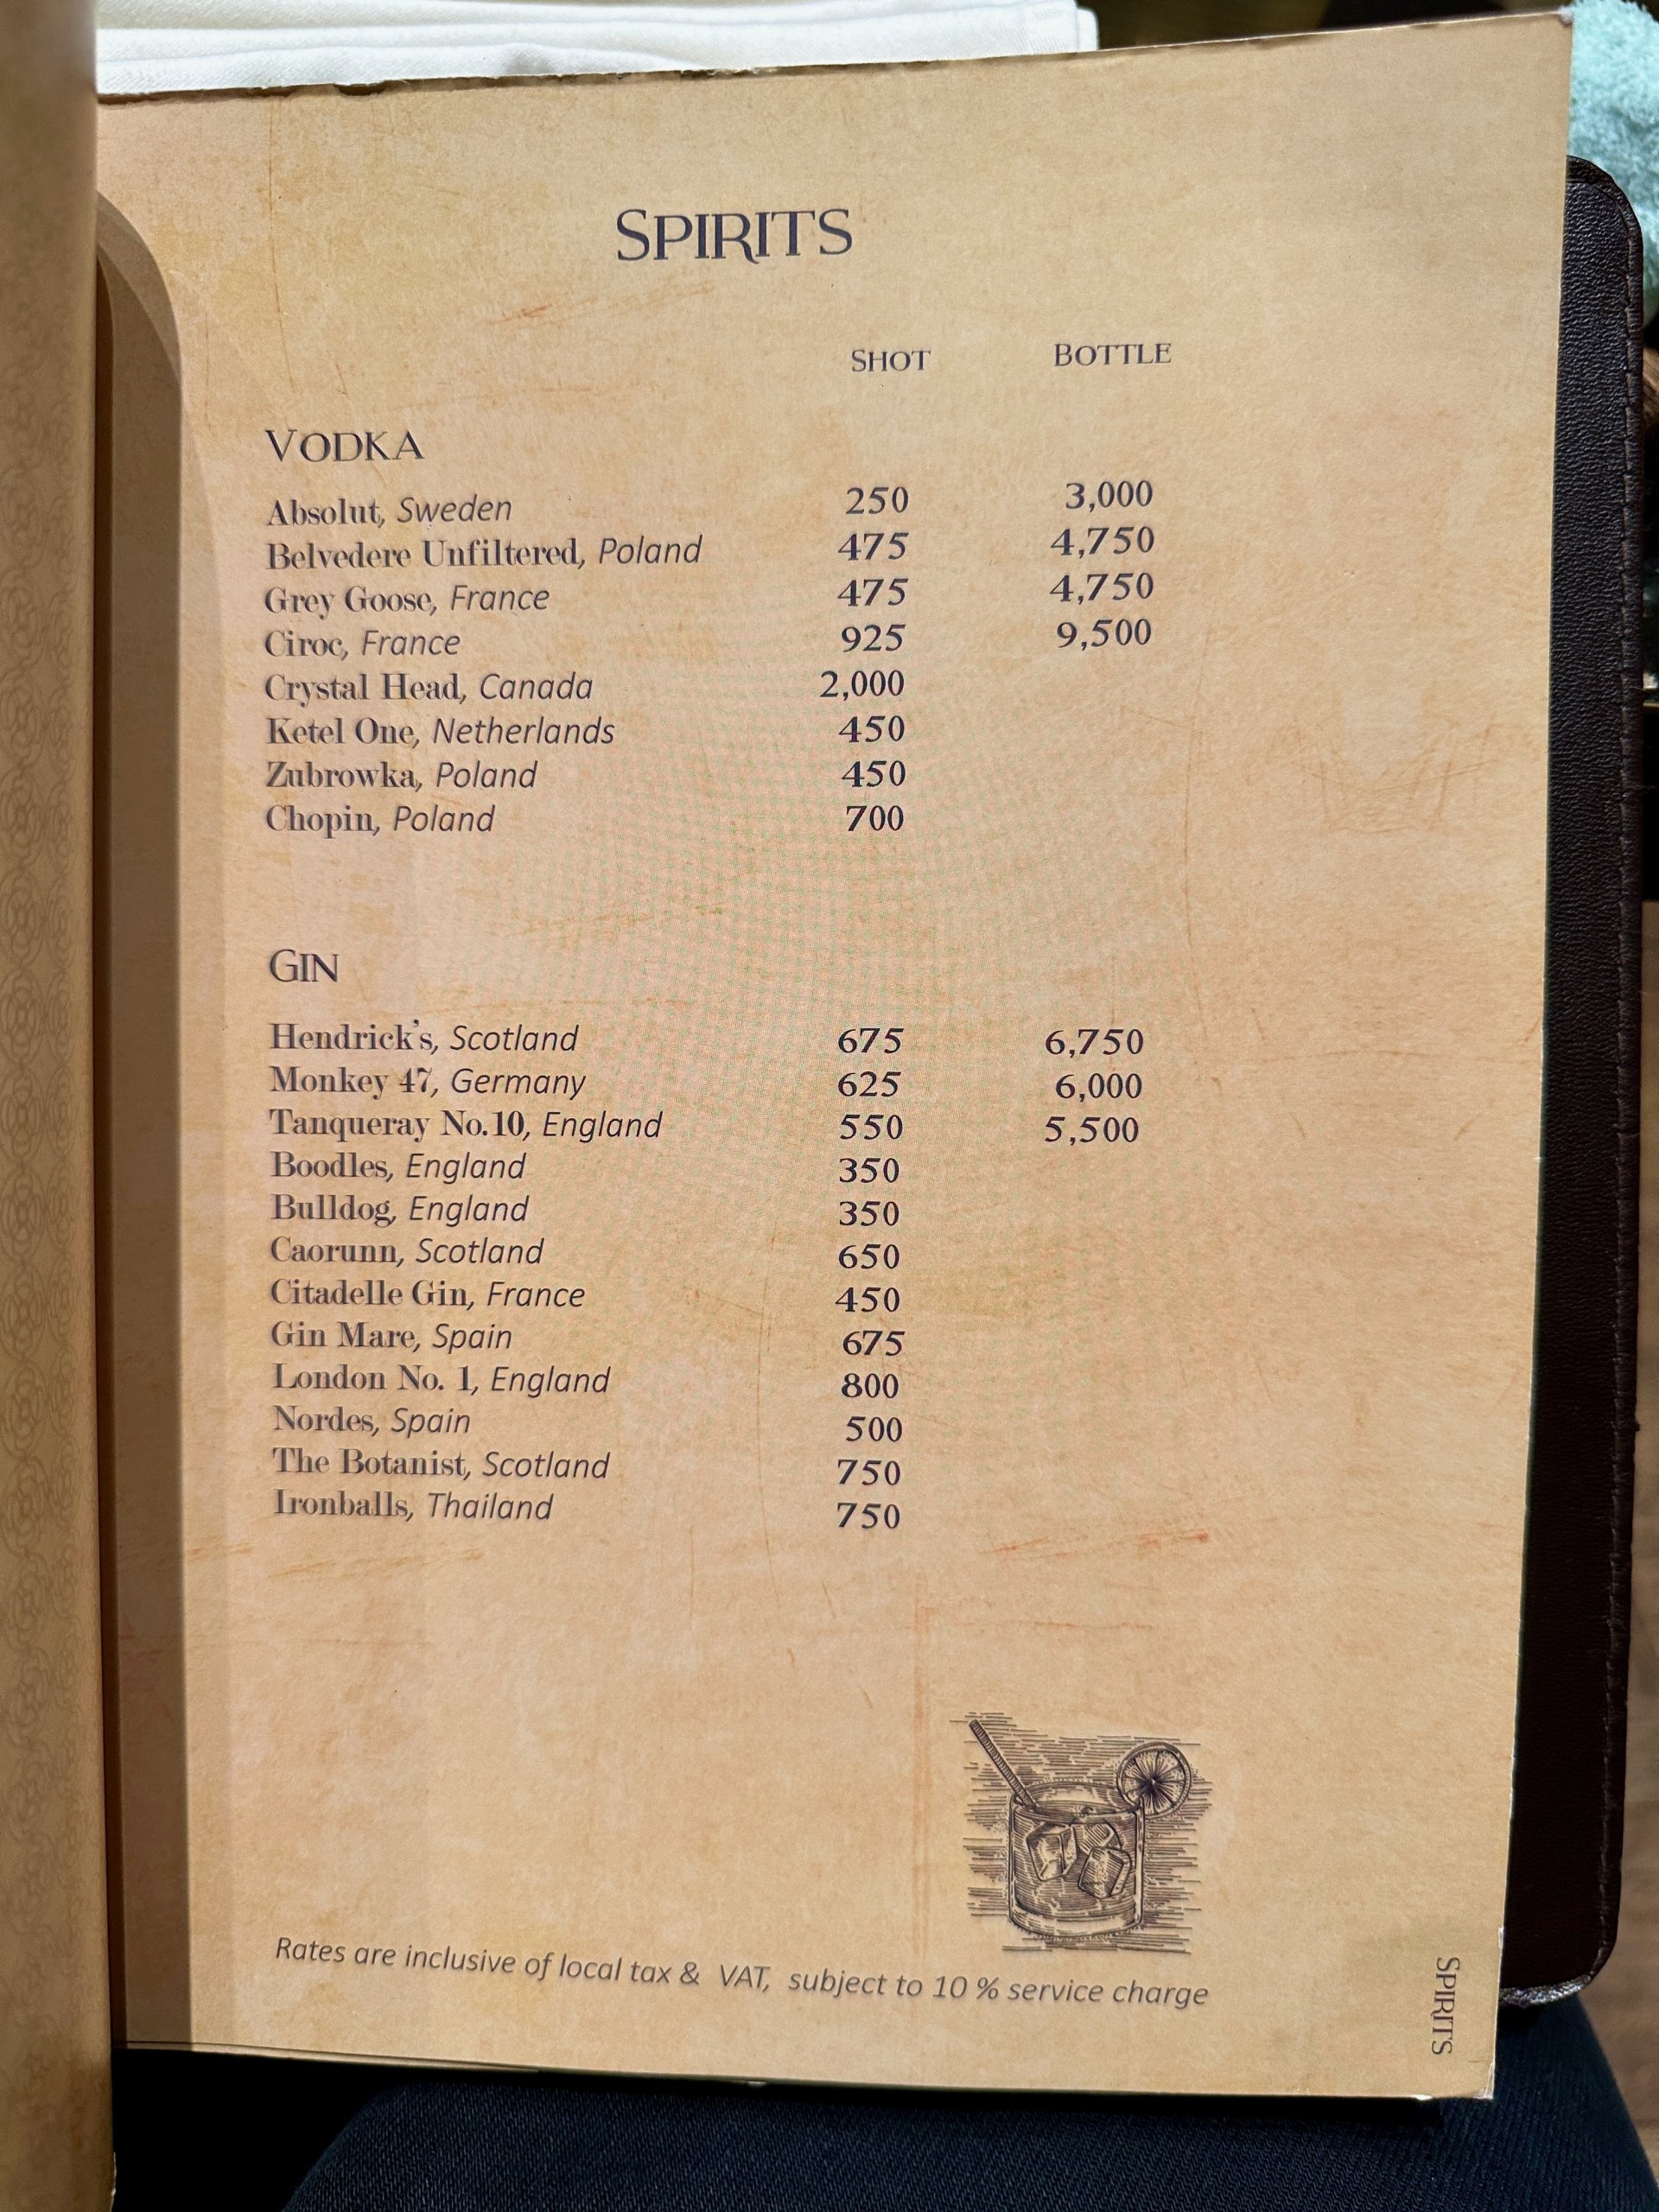 SPIRITS
SHOT BOTTLE
VODKA
Absolut, Sweden 250 3,000
Belvedere Unfiltered, Poland 475 4,750
Grey Goose, France 475 4,750
Ciroc, France 925 9,500
Crystal Head, Canada 2,000
Ketel One, Netherlands 450
Zubrowka, Poland 450
Chopin, Poland 700
GIN
Hendrick's, Scotland 675 6,750
Monkey 47, Germany 625 6,000
Tanqueray No.10, England 550 5,500
Boodles, England 350
Bulldog, England 350
Caorunn, Scotland 650
Citadelle Gin, France 450
Gin Mare, Spain 675
London No. 1, England 800
Nordes, Spain 500
The Botanist, Scotland 750
Ironballs, Thailand 750
Rates are inclusive of local tax & VAT, subject to 10 % service charge
SPIRITS